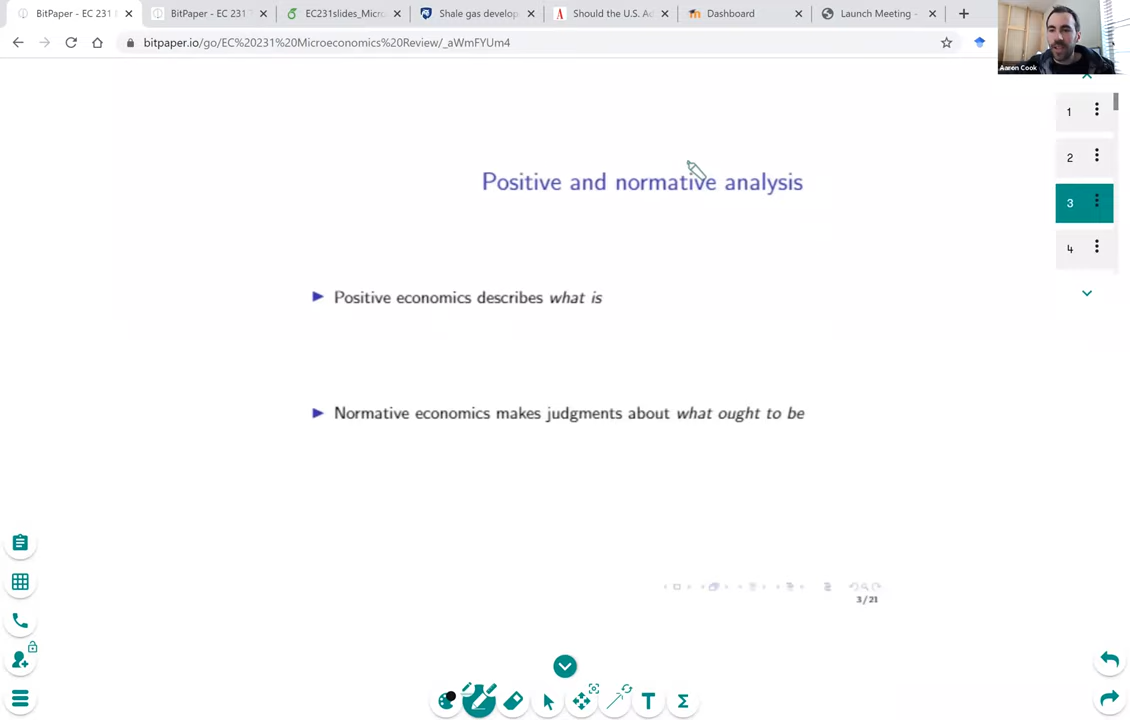 BitPaper - EC 231
BitPaper - EC 231
EC231slides_Micro
Shale gas develop
Should the U.S. Ad
Dashboard
Launch Meeting -
bitpaper.io/go/EC%20231%20Microeconomics%20Review/_aWmFYUm4
Aaron Cook
1
2
3
4
Positive and normative analysis
Positive economics describes what is
Normative economics makes judgments about what ought to be
3/21
T
Σ